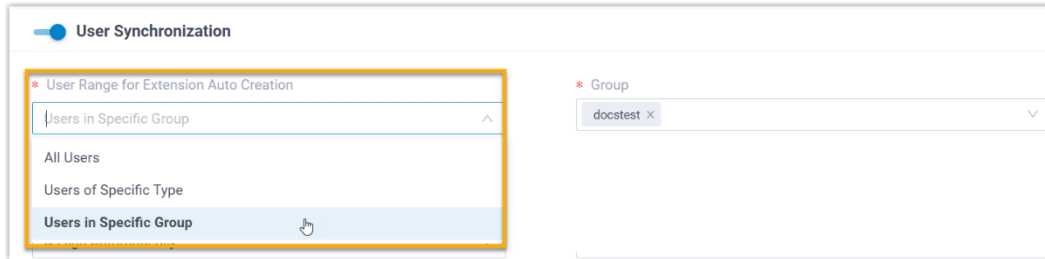 User Synchronization
* User Range for Extension Auto Creation
* Group
Users in Specific Group
docstest ×
All Users
Users of Specific Type
Users in Specific Group